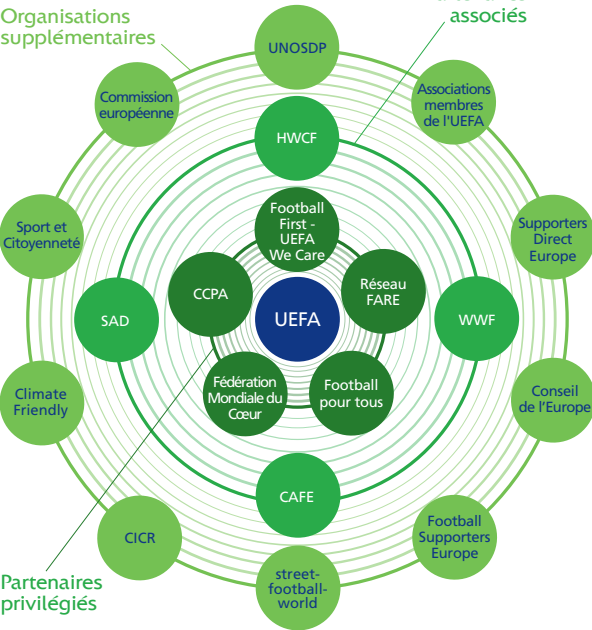 Organisations
supplémentaires
associés
UNOSDP
Commission
européenne
Associations
membres
de l'UEFA
HWCF
Sport et
Citoyenneté
Football
First -
UEFA
We Care
Supporters
Direct
Europe
CCPA
Réseau
FARE
SAD
UEFA
WWF
Climate
Friendly
Fédération
Mondiale du
Cœur
Football
pour tous
Conseil
de l'Europe
CAFE
CICR
Football
Supporters
Europe
street-
football-
world
Partenaires
privilégiés